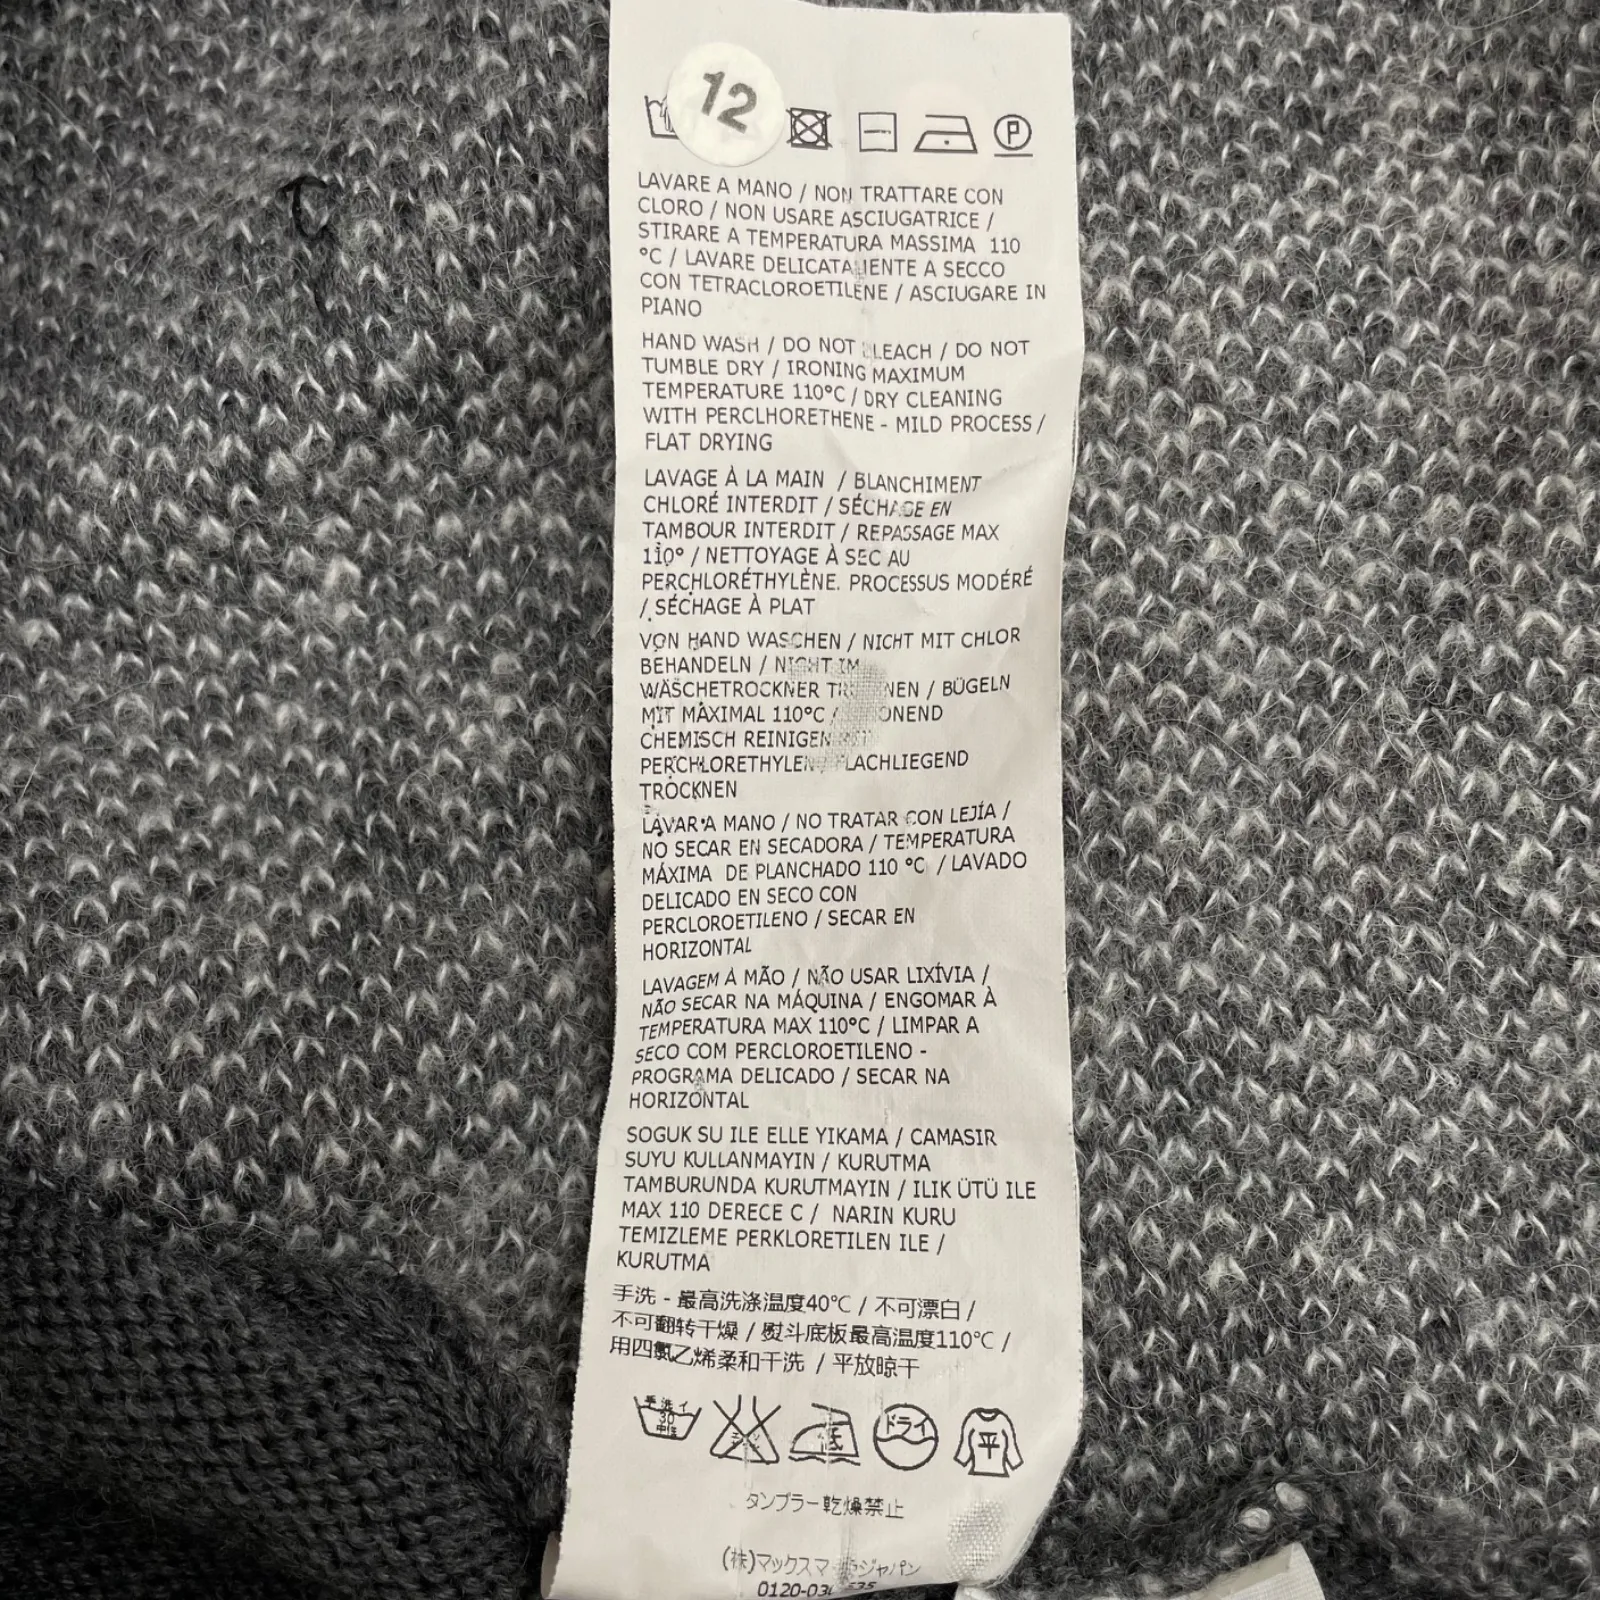 12
P
LAVARE A MANO / NON TRATTARE CON
CLORO / NON USARE ASCIUGATRICE /
STIRARE A TEMPERATURA MASSIMA 110
°C / LAVARE DELICATAMENTE A SECCO
CON TETRACLOROETILENE / ASCIUGARE IN
PIANO
HAND WASH / DO NOT BLEACH / DO NOT
TUMBLE DRY / IRONING MAXIMUM
TEMPERATURE 110°C / DRY CLEANING
WITH PERCLHORETHENE - MILD PROCESS /
FLAT DRYING
LAVAGE À LA MAIN / BLANCHIMENT
CHLORÉ INTERDIT / SÉCHAGE EN
TAMBOUR INTERDIT / REPASSAGE MAX
110° / NETTOYAGE À SEC AU
PERCHLORÉTHYLÈNE. PROCESSUS MODÉRÉ
/ SÉCHAGE À PLAT
VON HAND WASCHEN / NICHT MIT CHLOR
BEHANDELN / NICHT IM
WÄSCHETROCKNER / BÜGELN
MIT MAXIMAL 110°C /
CHEMISCH REINIGEN
PERCHLORETHYLEN
TROCKNEN
LAVAR A MANO / NO TRATAR CON LEJÍA /
NO SECAR EN SECADORA / TEMPERATURA
MÁXIMA DE PLANCHADO 110 °C / LAVADO
DELICADO EN SECO CON
PERCLOROETILENO / SECAR EN
HORIZONTAL
LAVAGEM À MÃO / NÃO USAR LIXÍVIA /
NÃO SECAR NA MÁQUINA / ENGOMAR À
TEMPERATURA MAX 110°C / LIMPAR A
SECO COM PERCLOROETILENO -
PROGRAMA DELICADO / SECAR NA
HORIZONTAL
SOGUK SU ILE ELLE YIKAMA / CAMASIR
SUYU KULLANMAYIN / KURUTMA
TAMBURUNDA KURUTMAYIN / ILIK ÜTÜ ILE
MAX 110 DERECE C / NARIN KURU
TEMIZLEME PERKLORETILEN ILE /
KURUTMA
手洗 - 最高洗涤温度40℃ / 不可漂白 /
不可翻转干燥 / 熨斗底板最高温度110℃ /
用四氯乙烯柔和干洗 / 平放晾干
手洗イ
30
中性
低
ドライ
平
タンブラー乾燥禁止
(株)マックスマーラジャパン